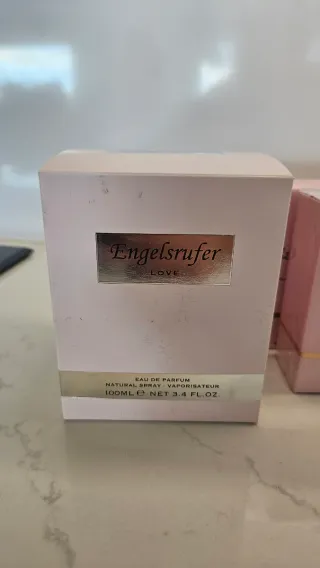 Engelsrufer
LOVE
EAU DE PARFUM
NATURAL SPRAY - VAPORISATEUR
100ML ℮ NET 3.4 FL.OZ.